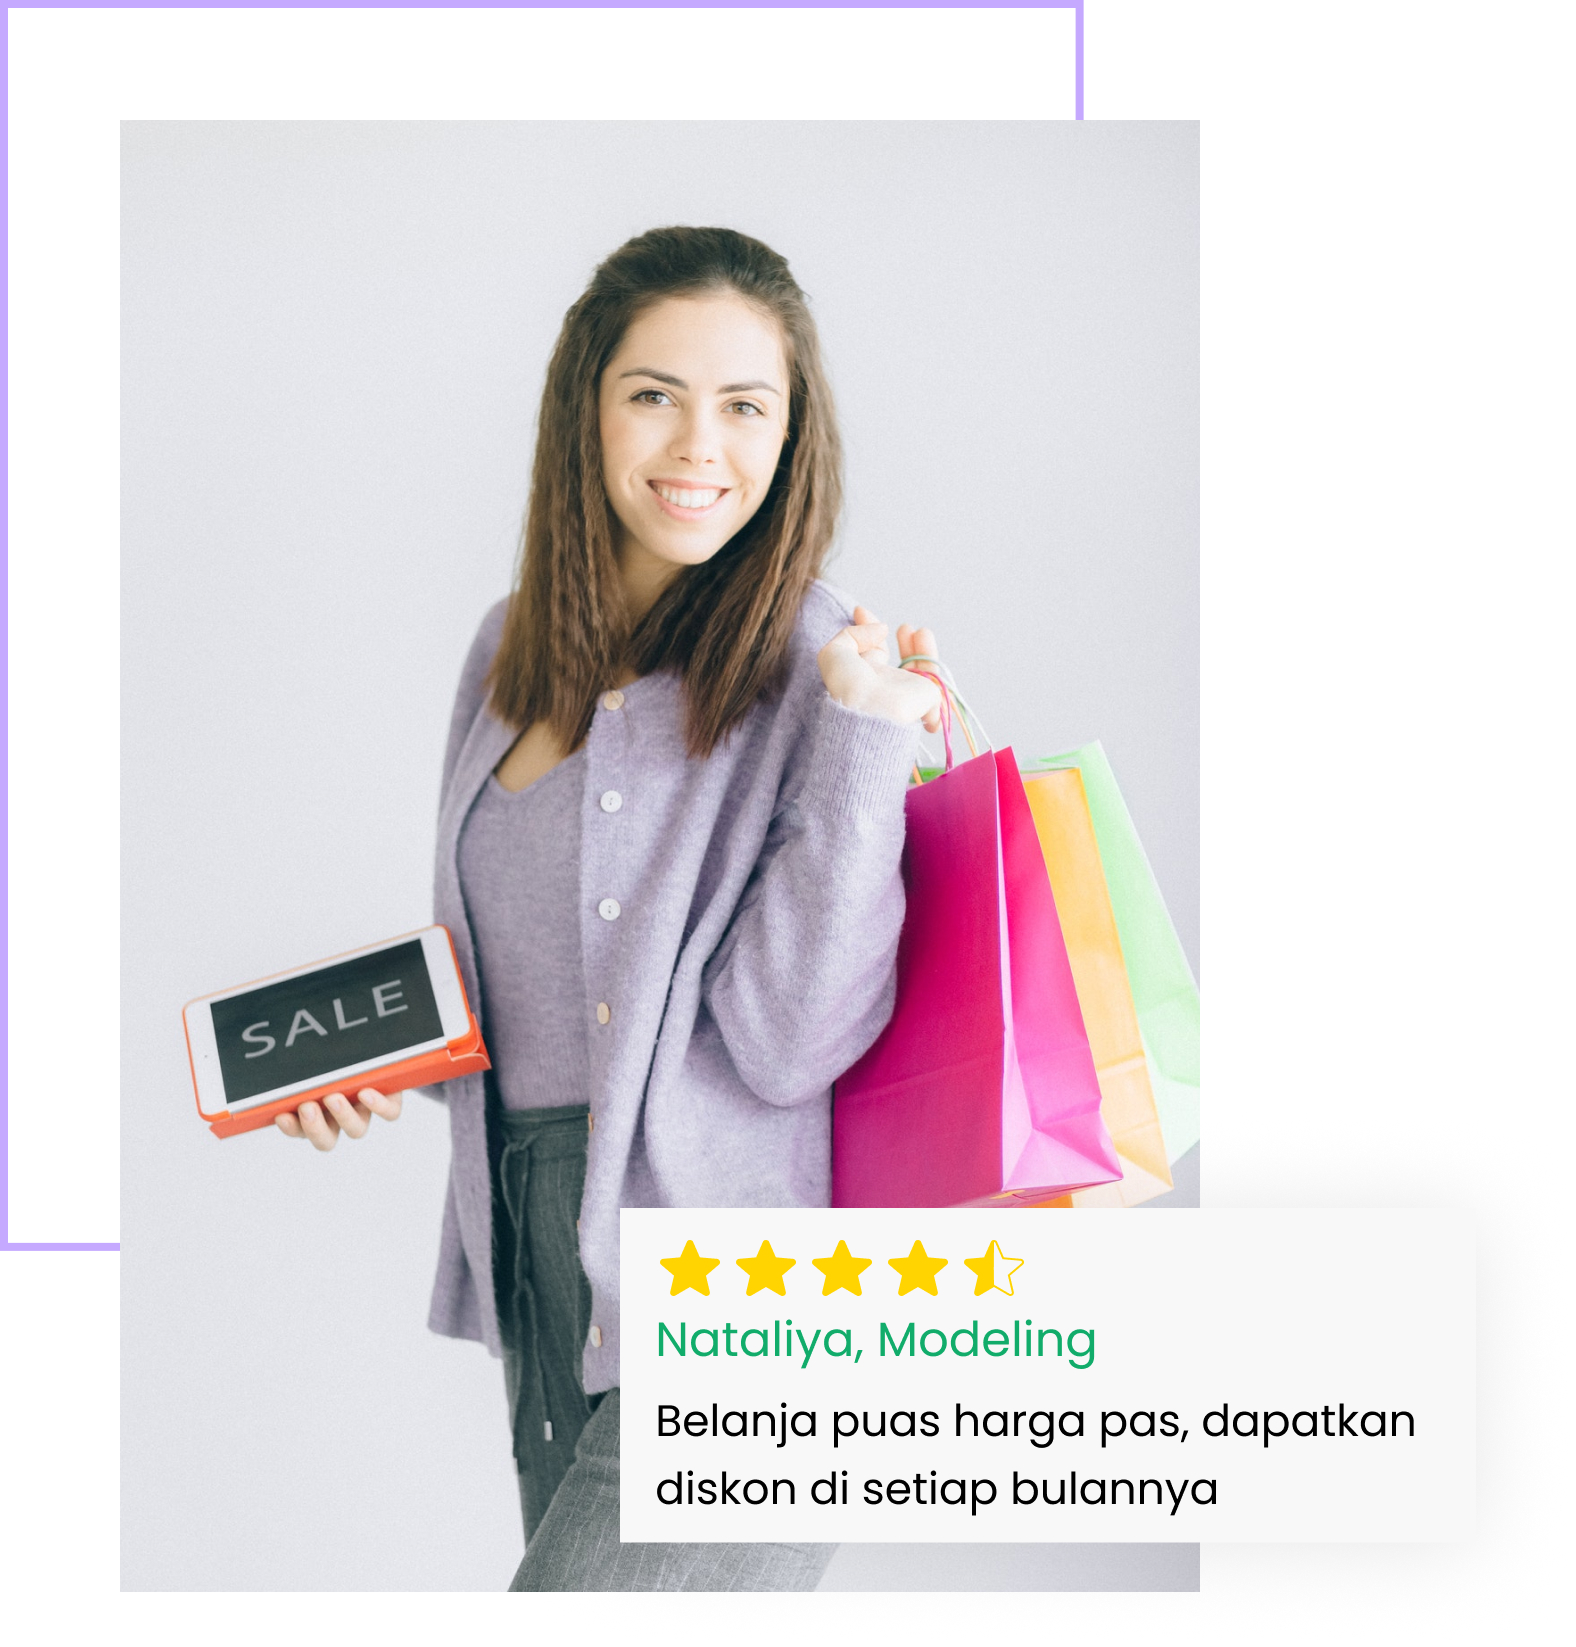 SALE
Nataliya, Modeling
Belanja puas harga pas, dapatkan
diskon di setiap bulannya